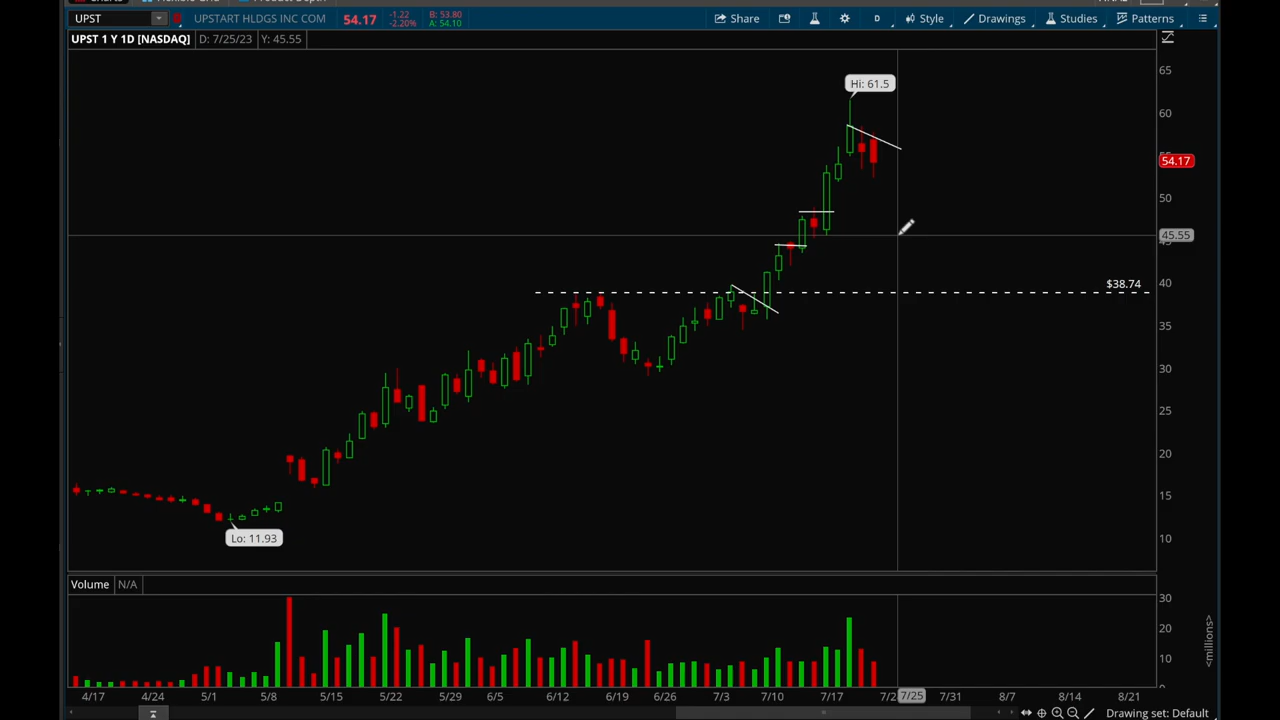 UPST UPSTART HLDGS INC COM 54.17 -1.22 -2.20% B: 53.80 A: 54.10 Share D Style Drawings Studies Patterns
UPST 1 Y 1D [NASDAQ] D: 7/25/23 Y: 45.55
65
Hi: 61.5
60
54.17
50
45.55
$38.74
40
35
30
25
20
15
Lo: 11.93
10
Volume N/A
30
20
10
<millions>
4/17 4/24 5/1 5/8 5/15 5/22 5/29 6/5 6/12 6/19 6/26 7/3 7/10 7/17 7/25 7/31 8/7 8/14 8/21
Drawing set: Default